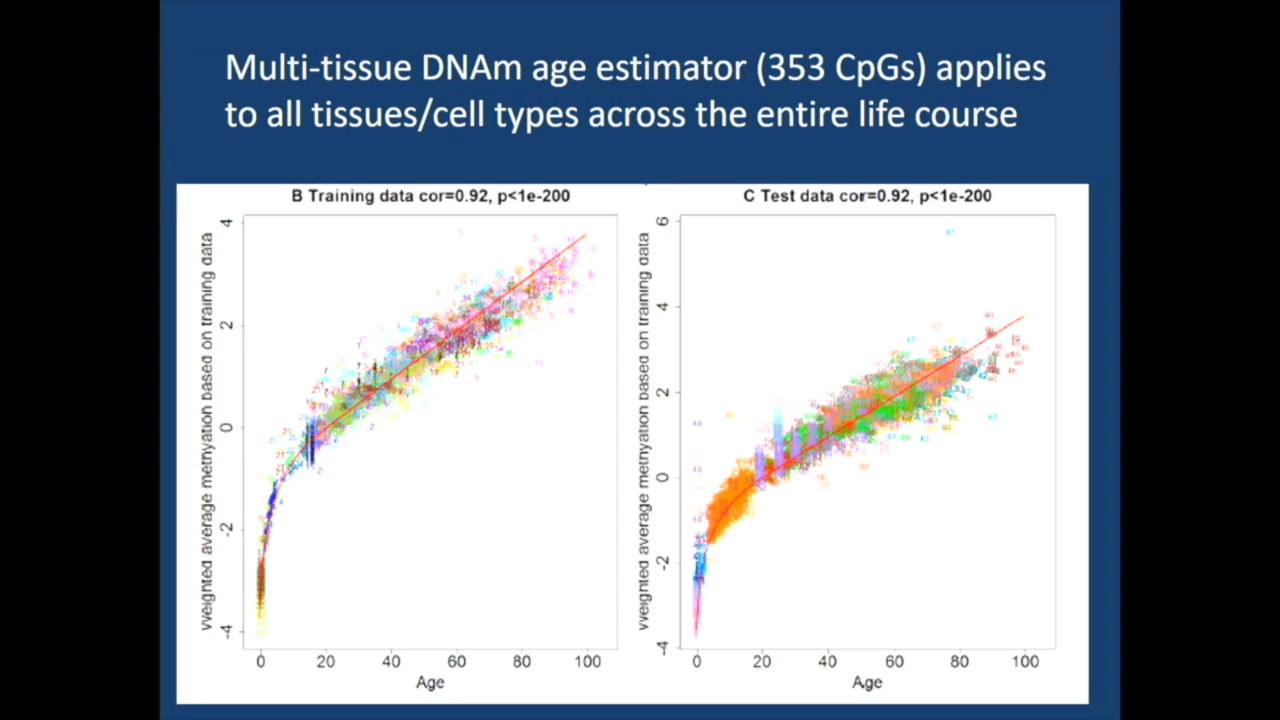 Multi-tissue DNAm age estimator (353 CpGs) applies
to all tissues/cell types across the entire life course
B Training data cor=0.92, p<1e-200
weighted average methylation based on training data
4
2
0
-2
-4
0 20 40 60 80 100
Age
C Test data cor=0.92, p<1e-200
weighted average methylation based on training data
6
4
2
0
-2
-4
0 20 40 60 80 100
Age